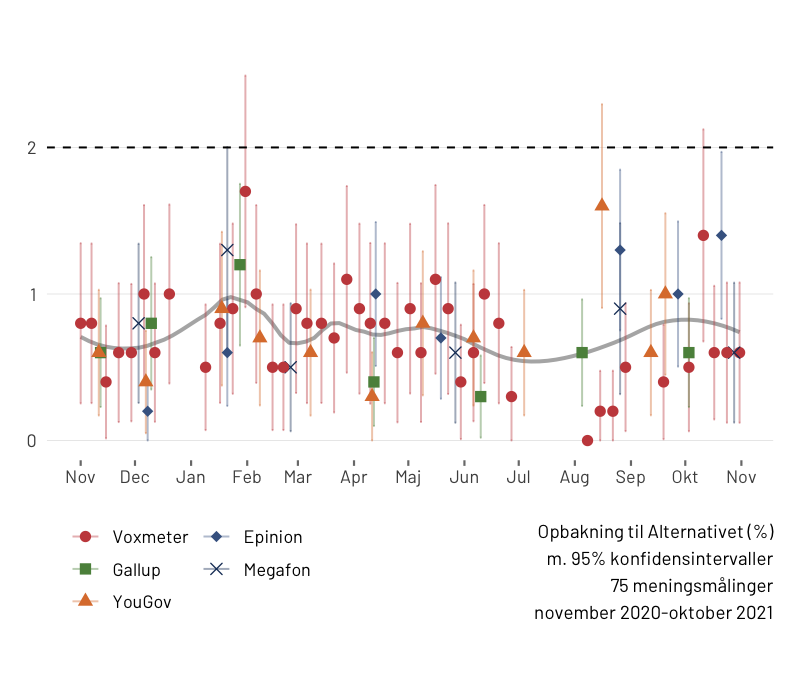 2
1
0
Nov Dec Jan Feb Mar Apr Maj Jun Jul Aug Sep Okt Nov
Voxmeter Epinion
Gallup Megafon
YouGov
Opbakning til Alternativet (%)
m. 95% konfidensintervaller
75 meningsmålinger
november 2020-oktober 2021